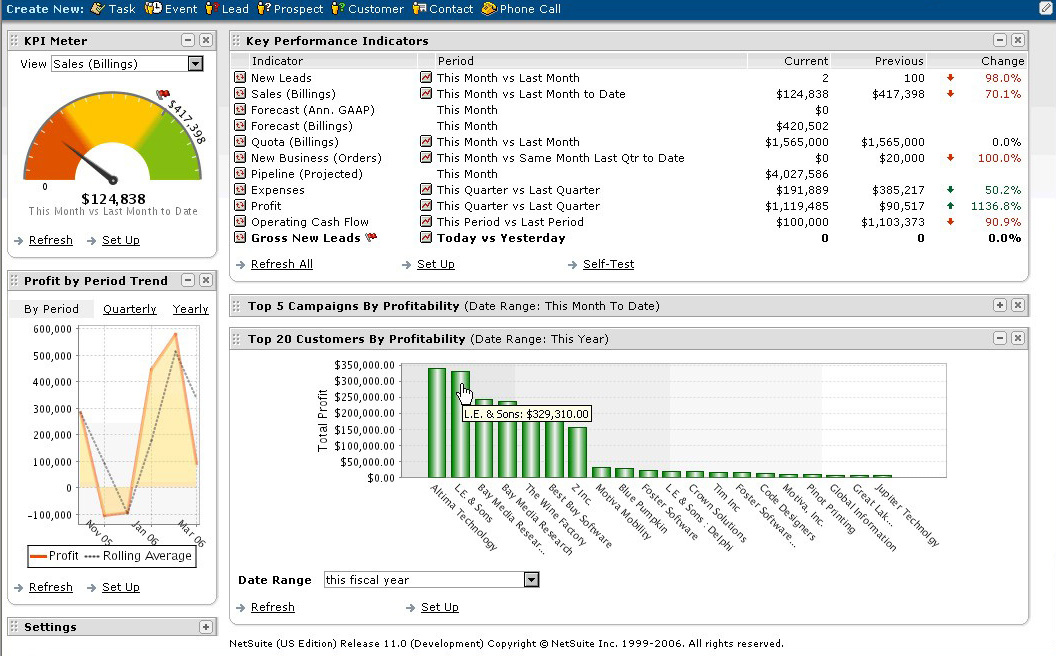 Create New: Task Event Lead Prospect Customer Contact Phone Call
KPI Meter
View Sales (Billings)
$417,398
0
$124,838
This Month vs Last Month to Date
Refresh Set Up
Profit by Period Trend
By Period Quarterly Yearly
600,000
500,000
400,000
300,000
200,000
100,000
0
-100,000
Nov 05 Jan 06 Mar 06
Profit Rolling Average
Refresh Set Up
Settings
Key Performance Indicators
Indicator Period Current Previous Change
New Leads This Month vs Last Month 2 100 98.0%
Sales (Billings) This Month vs Last Month to Date $124,838 $417,398 70.1%
Forecast (Ann. GAAP) This Month $0
Forecast (Billings) This Month $420,502
Quota (Billings) This Month vs Last Month $1,565,000 $1,565,000 0.0%
New Business (Orders) This Month vs Same Month Last Qtr to Date $0 $20,000 100.0%
Pipeline (Projected) This Month $4,027,586
Expenses This Quarter vs Last Quarter $191,889 $385,217 50.2%
Profit This Quarter vs Last Quarter $1,119,485 $90,517 1136.8%
Operating Cash Flow This Period vs Last Period $100,000 $1,103,373 90.9%
Gross New Leads Today vs Yesterday 0 0 0.0%
Refresh All Set Up Self-Test
Top 5 Campaigns By Profitability (Date Range: This Month To Date)
Top 20 Customers By Profitability (Date Range: This Year)
Total Profit
$350,000.00
$300,000.00
$250,000.00
$200,000.00
$150,000.00
$100,000.00
$50,000.00
$0.00
L.E. & Sons: $329,310.00
Altima Technology
L.E. & Sons
Bay Media Resear...
Bay Media Research
The Wine Factory
Best Buy Software
Z Inc.
Motiva Mobility
Blue Pumpkin
Foster Software
L.E & Sons : Delphi
Crown Solutions
Tim Inc
Foster Software...
Code Designers
Motiva, Inc.
Pinot Printing
Global Information
Great Lak...
Jupiter Technolgy
Date Range this fiscal year
Refresh Set Up
NetSuite (US Edition) Release 11.0 (Development) Copyright © NetSuite Inc. 1999-2006. All rights reserved.